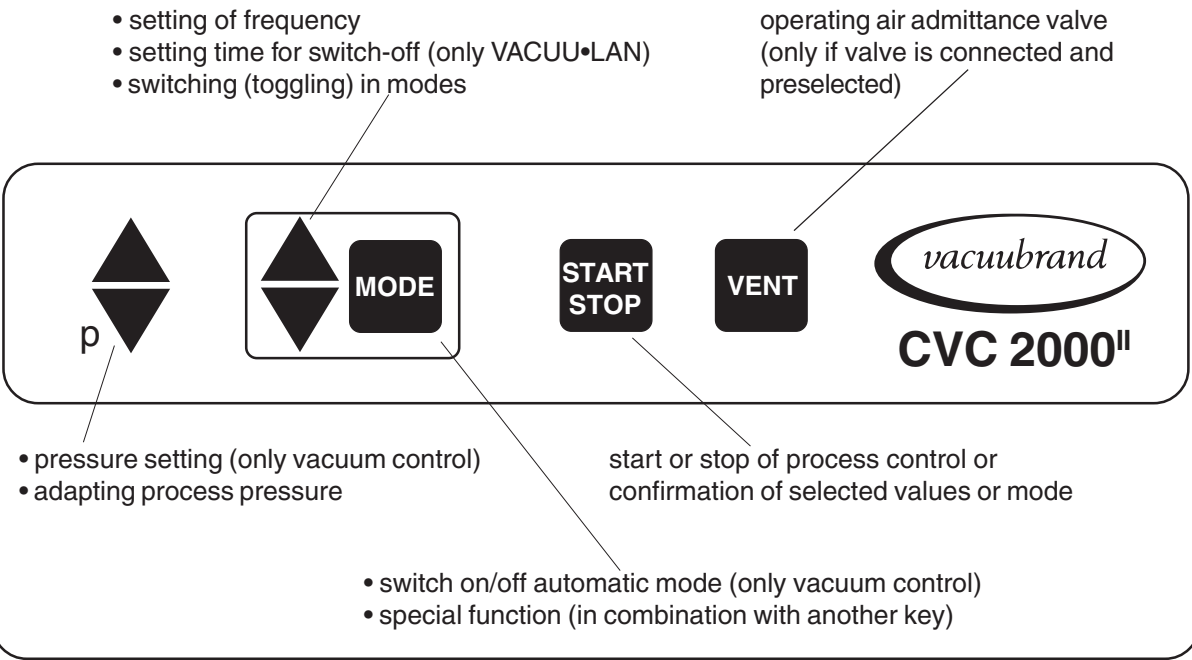 • setting of frequency
• setting time for switch-off (only VACUU•LAN)
• switching (toggling) in modes
operating air admittance valve
(only if valve is connected and
preselected)
p
MODE
START
STOP
VENT
vacuubrand
CVC 2000II
• pressure setting (only vacuum control)
• adapting process pressure
start or stop of process control or
confirmation of selected values or mode
• switch on/off automatic mode (only vacuum control)
• special function (in combination with another key)